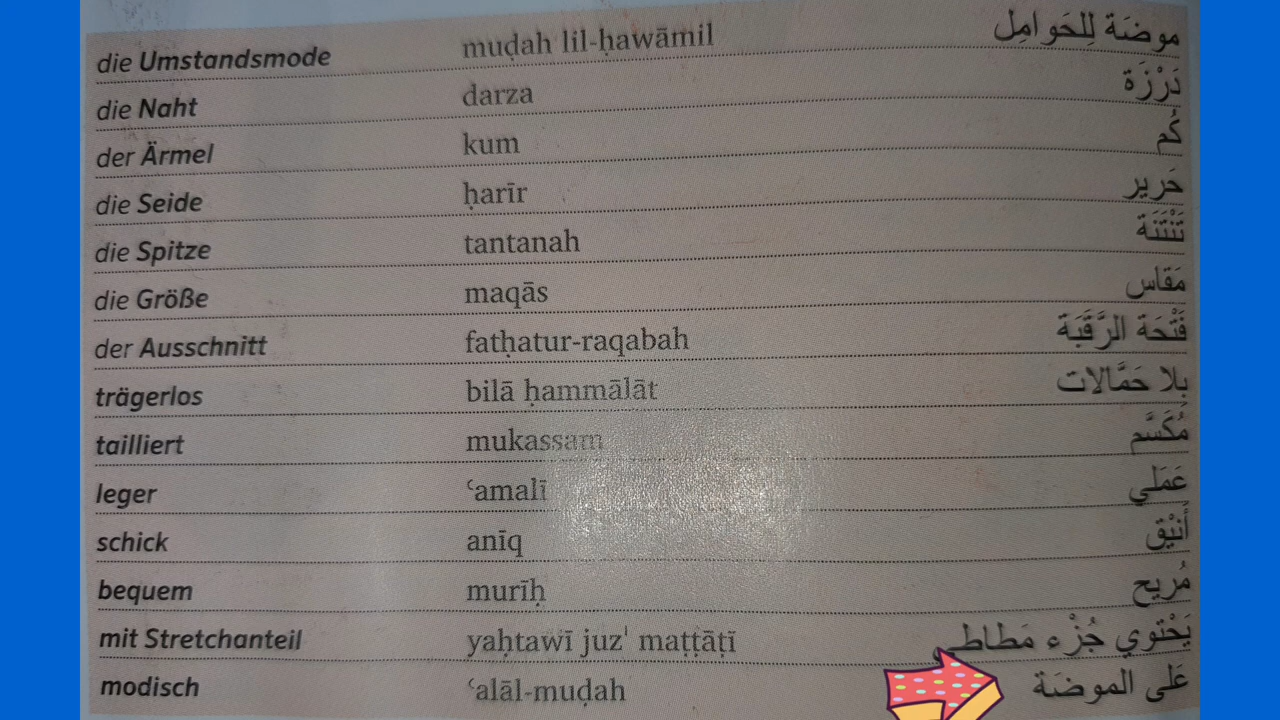 die Umstandsmode muḍah lil-ḥawāmil موضَة لِلحَوامِل
die Naht darza دَرْزَة
der Ärmel kum كُم
die Seide ḥarīr حَرير
die Spitze tantanah تَنْتَنَة
die Größe maqās مَقاس
der Ausschnitt fatḥatur-raqabah فَتْحَة الرَّقَبَة
trägerlos bilā ḥammālāt بِلا حَمَّالات
tailliert mukassam مُكَسَّم
leger ʿamalī عَمَلي
schick anīq أَنيْق
bequem murīḥ مُريح
mit Stretchanteil yaḥtawī juz' maṭṭāṭī يَحْتوي جُزْء مَطاطي
modisch ʿalāl-muḍah عَلى الموضَة